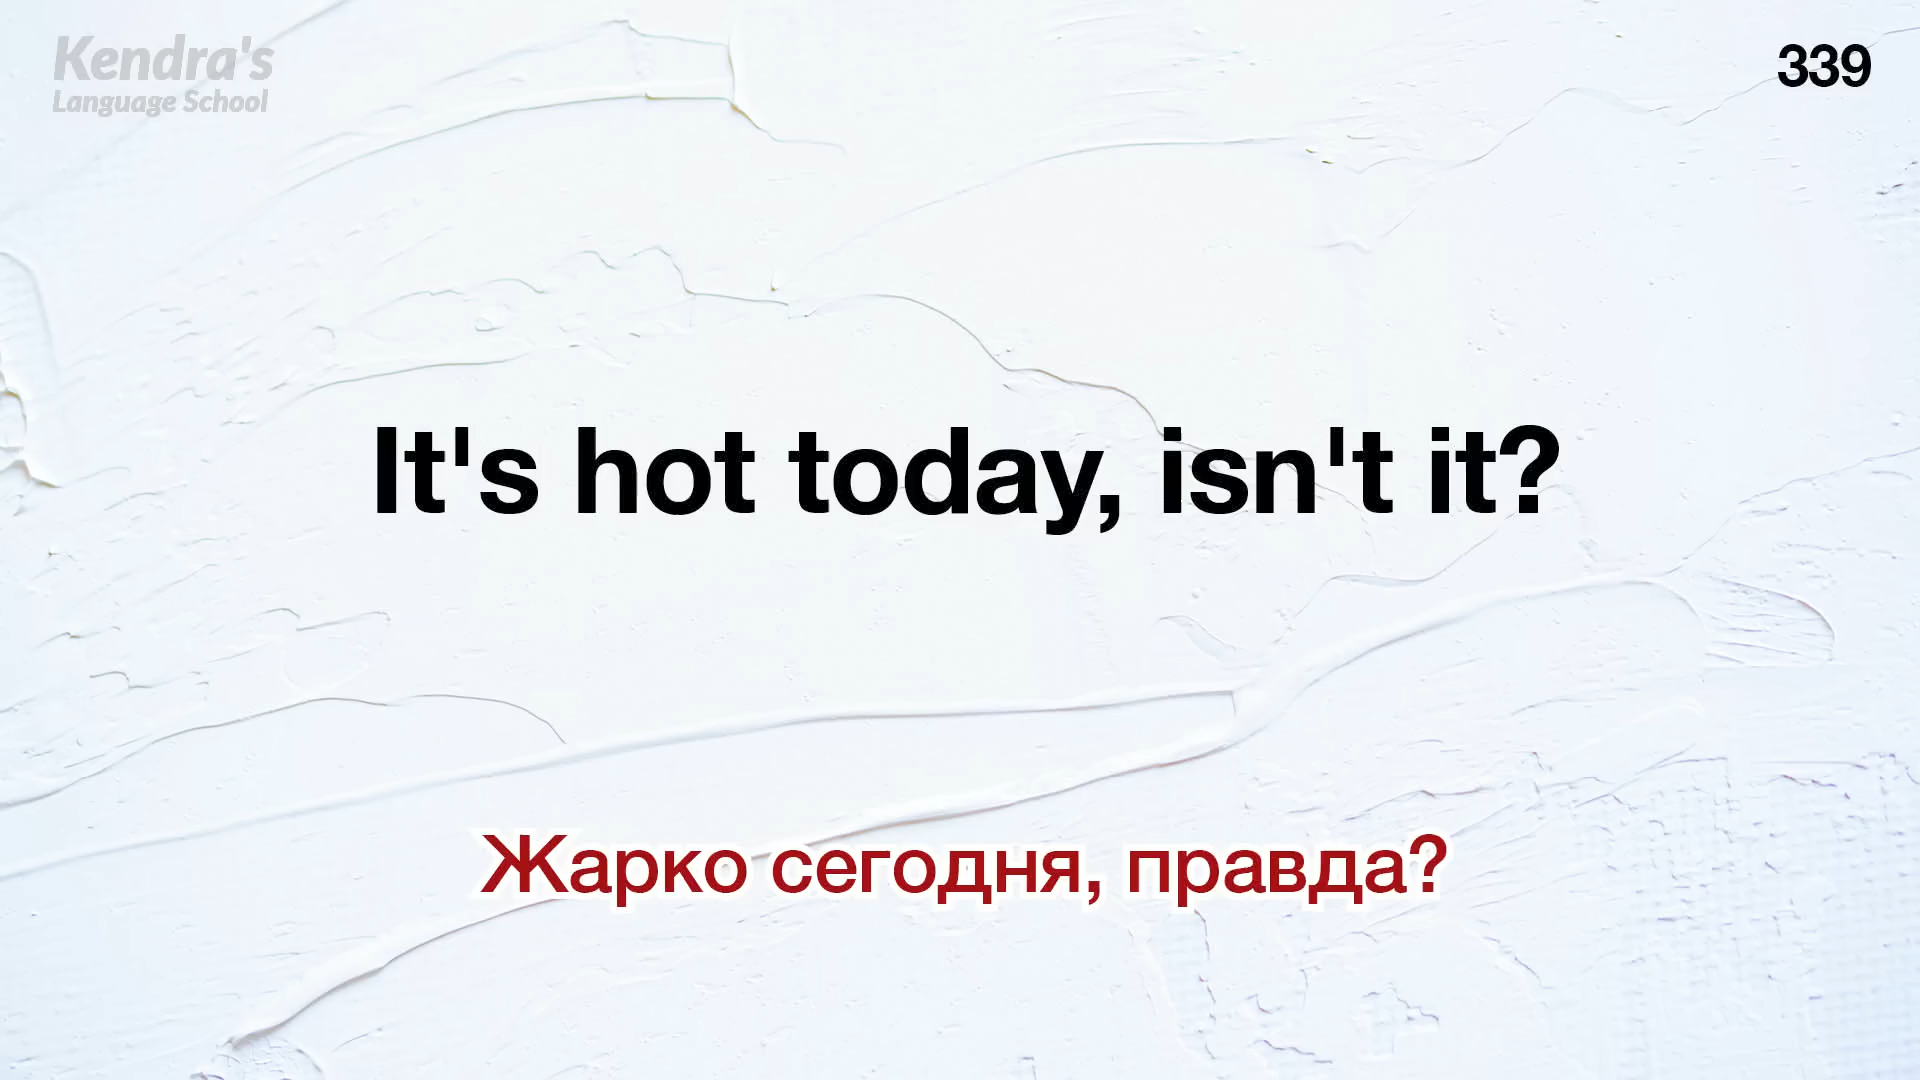 Kendra's
Language School
339
It's hot today, isn't it?
Жарко сегодня, правда?